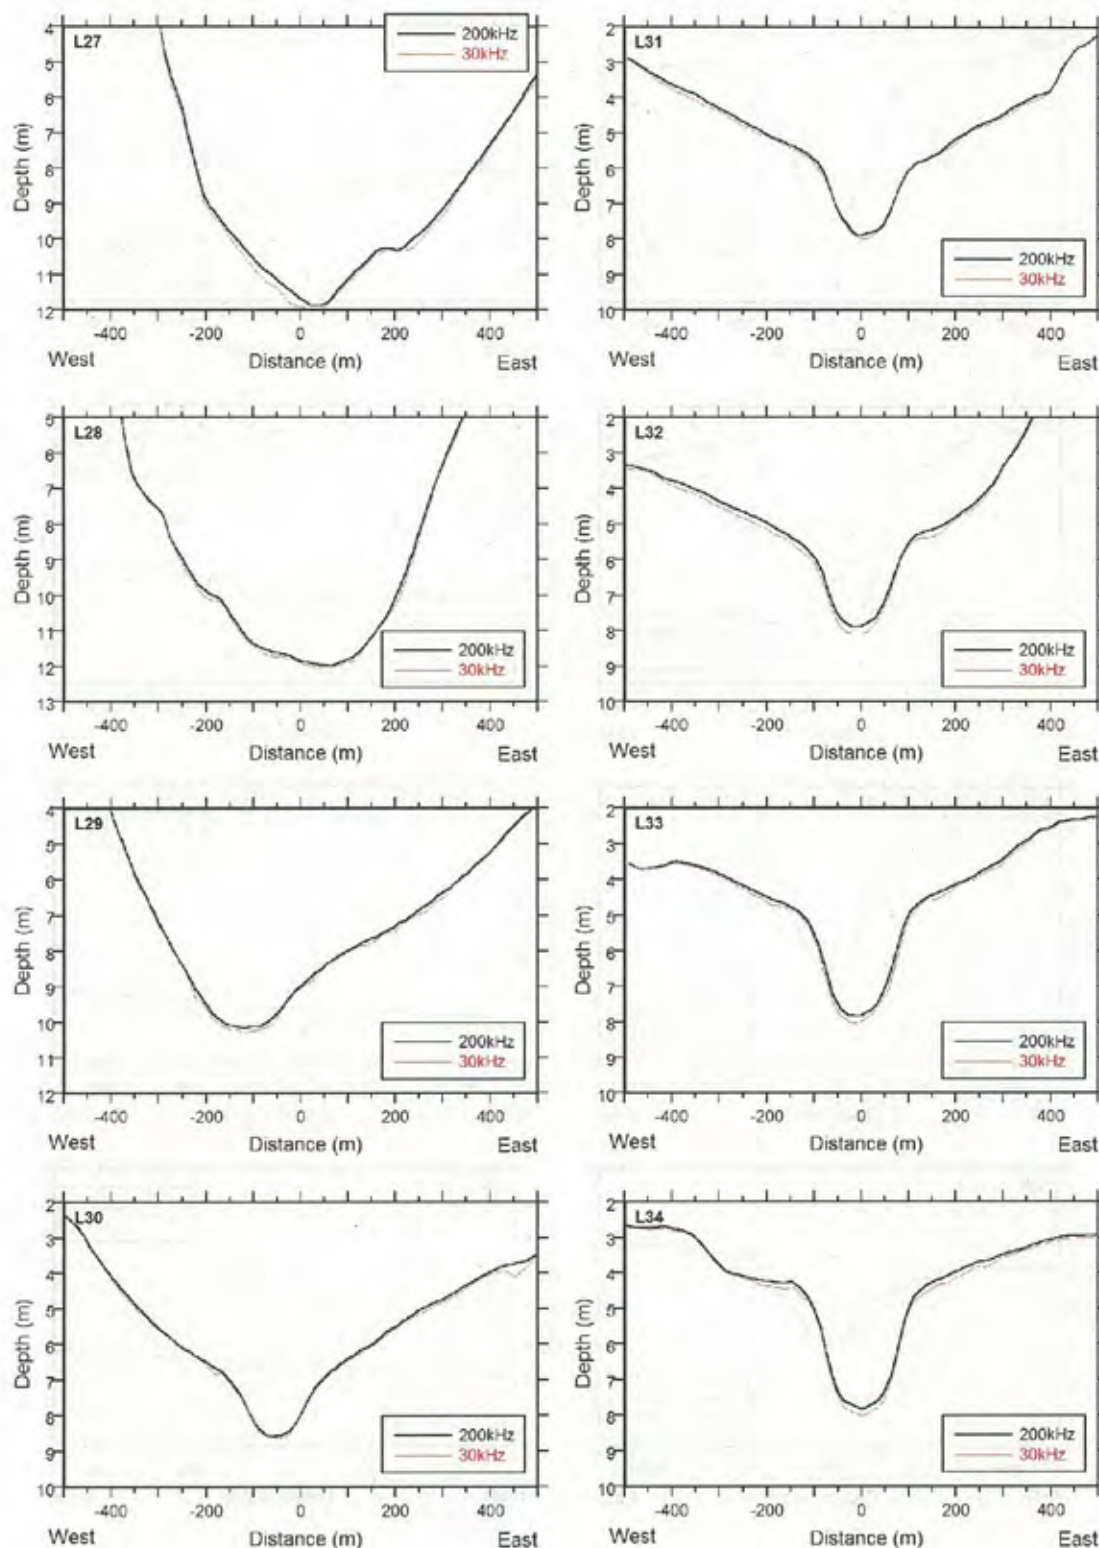 L27
200kHz
30kHz
4
5
6
7
8
9
10
11
12
Depth (m)
-400 -200 0 200 400
West Distance (m) East
L31
2
3
4
5
6
7
8
9
10
Depth (m)
200kHz
30kHz
-400 -200 0 200 400
West Distance (m) East
L28
5
6
7
8
9
10
11
12
13
Depth (m)
200kHz
30kHz
-400 -200 0 200 400
West Distance (m) East
L32
2
3
4
5
6
7
8
9
10
Depth (m)
200kHz
30kHz
-400 -200 0 200 400
West Distance (m) East
L29
4
5
6
7
8
9
10
11
12
Depth (m)
200kHz
30kHz
-400 -200 0 200 400
West Distance (m) East
L33
2
3
4
5
6
7
8
9
10
Depth (m)
200kHz
30kHz
-400 -200 0 200 400
West Distance (m) East
L30
2
3
4
5
6
7
8
9
10
Depth (m)
200kHz
30kHz
-400 -200 0 200 400
West Distance (m) East
L34
2
3
4
5
6
7
8
9
10
Depth (m)
200kHz
30kHz
-400 -200 0 200 400
West Distance (m) East